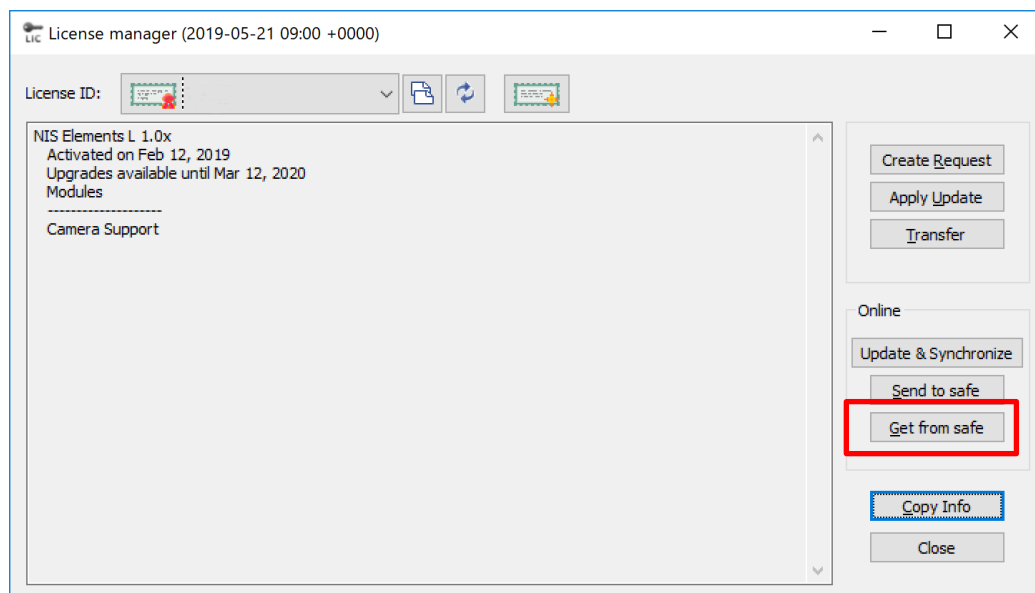 LIC License manager (2019-05-21 09:00 +0000)
License ID:
NIS Elements L 1.0x
Activated on Feb 12, 2019
Upgrades available until Mar 12, 2020
Modules
--------------------
Camera Support
Create Request
Apply Update
Transfer
Online
Update & Synchronize
Send to safe
Get from safe
Copy Info
Close